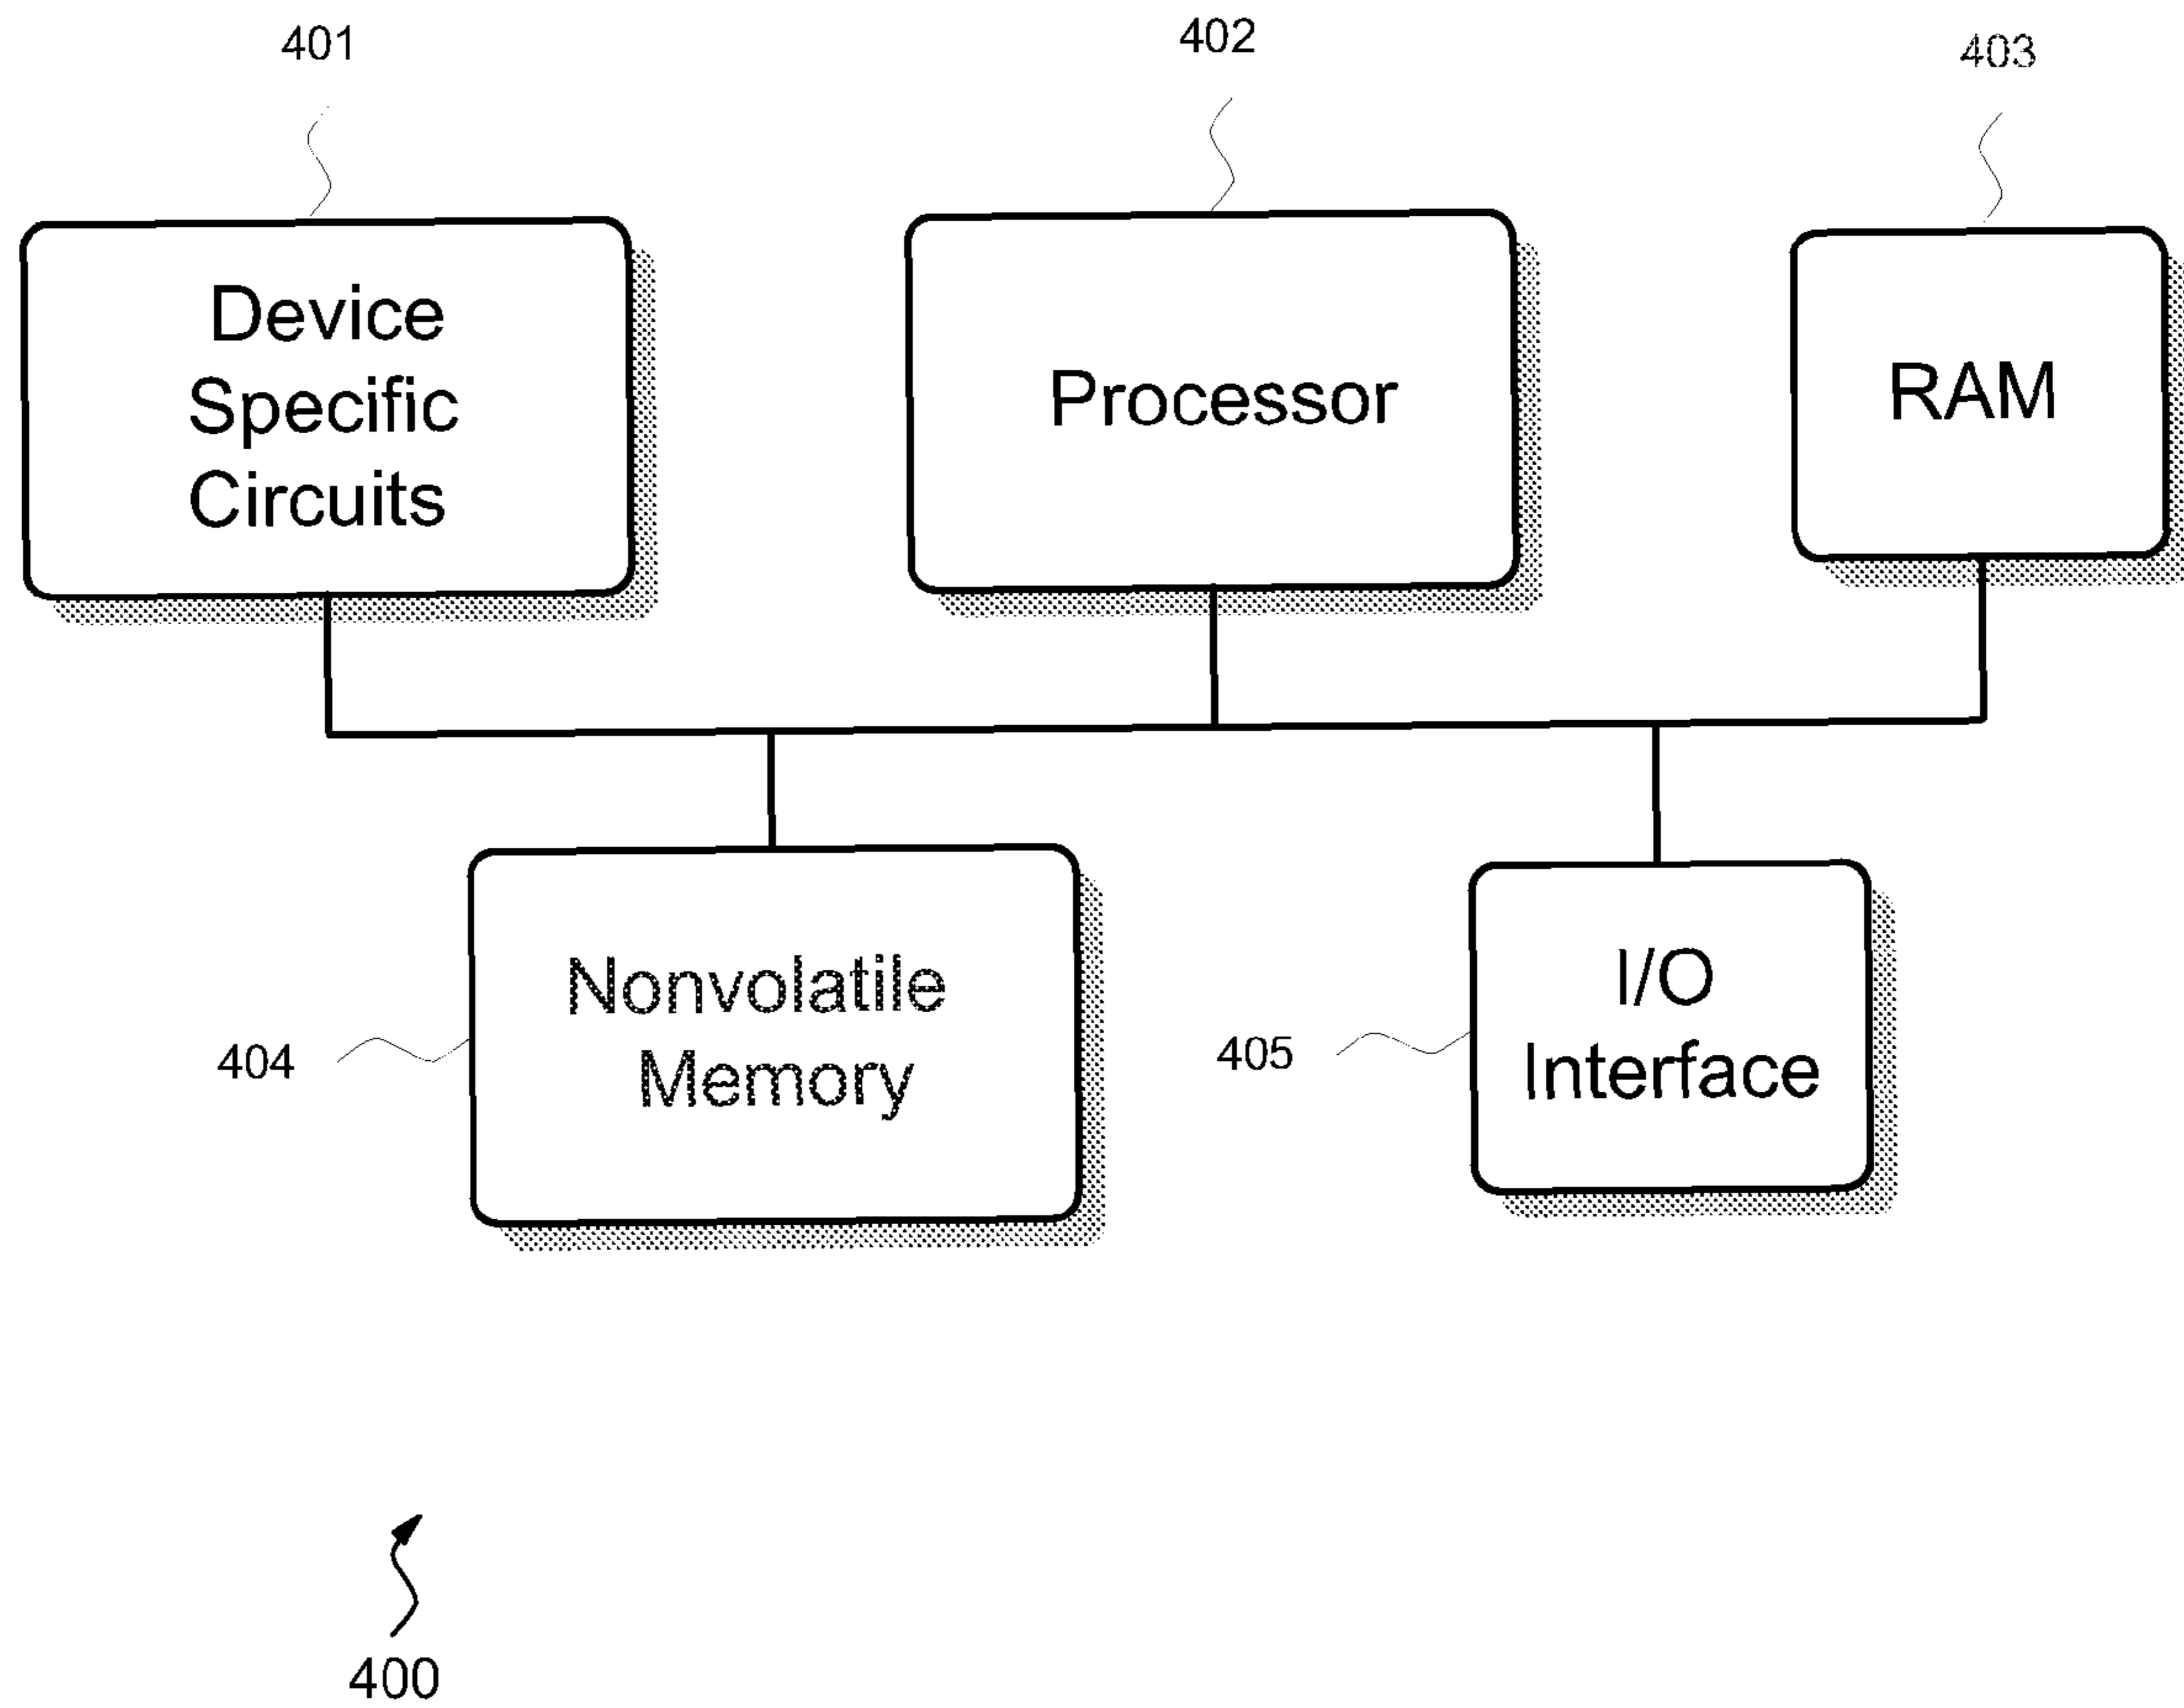 401
402
403
Device
Specific
Circuits
Processor
RAM
Nonvolatile
Memory
404
I/O
Interface
405
400